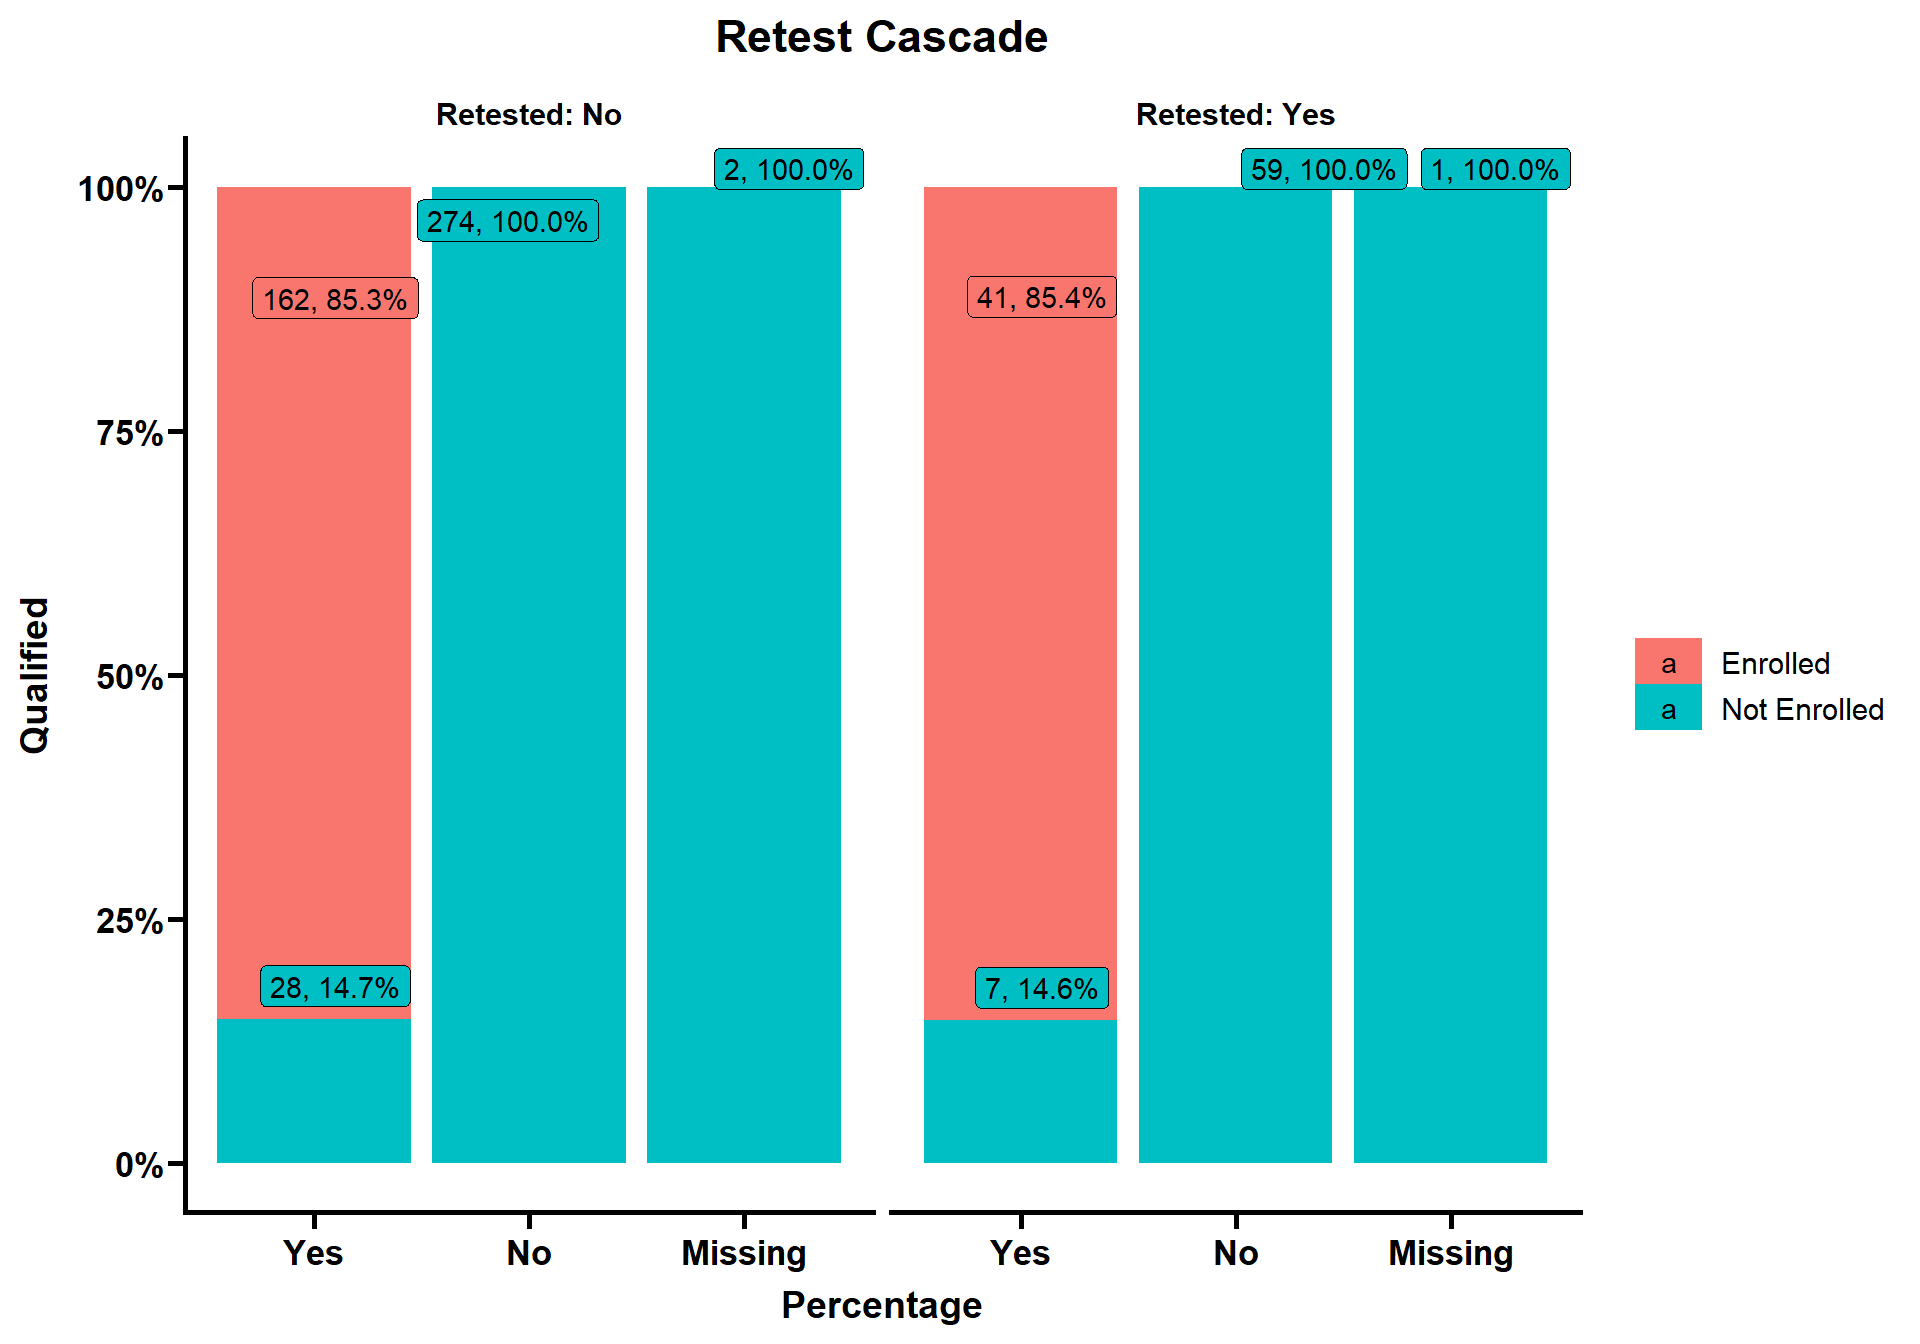 Retest Cascade
Retested: No
Retested: Yes
2, 100.0%
59, 100.0%
1, 100.0%
100%
274, 100.0%
162, 85.3%
41, 85.4%
75%
Qualified
50%
a Enrolled
a Not Enrolled
25%
28, 14.7%
7, 14.6%
0%
Yes No Missing
Yes No Missing
Percentage